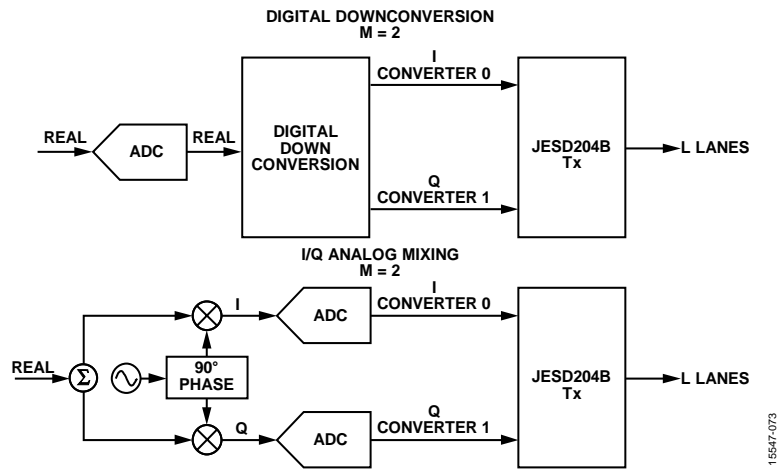 DIGITAL DOWNCONVERSION
M = 2
I
CONVERTER 0
REAL
ADC
REAL
DIGITAL
DOWN
CONVERSION
JESD204B
Tx
L LANES
Q
CONVERTER 1
I/Q ANALOG MIXING
M = 2
I
CONVERTER 0
I
ADC
REAL
Σ
90°
PHASE
JESD204B
Tx
L LANES
Q
ADC
Q
CONVERTER 1
15547-073